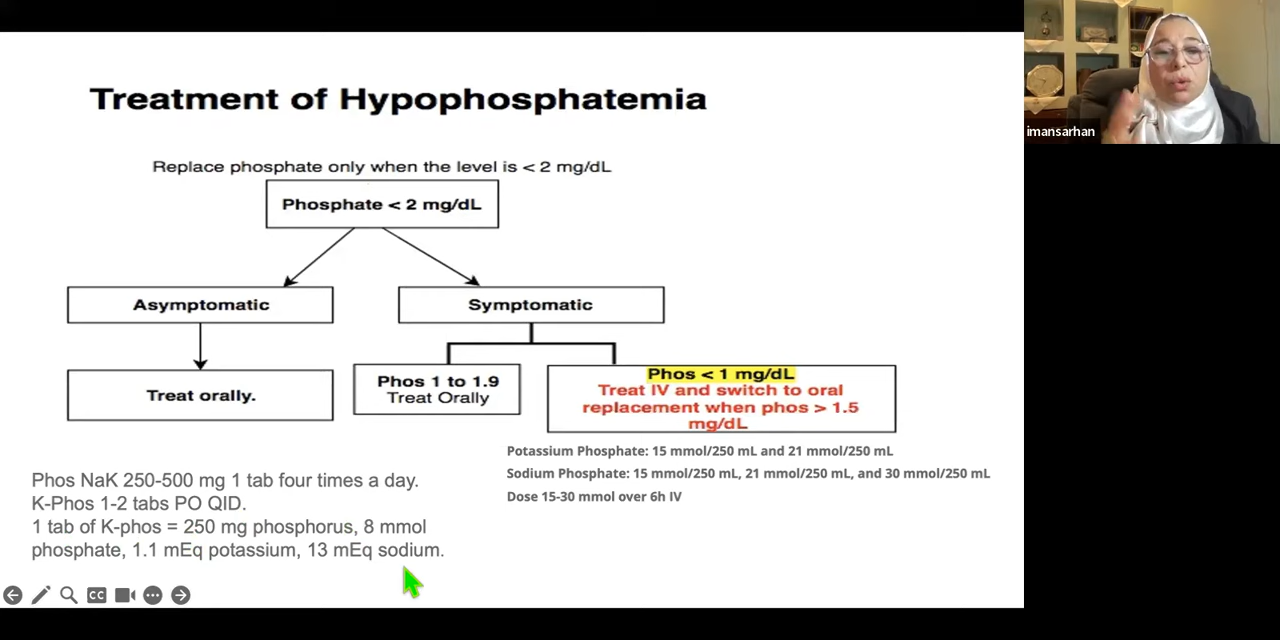 Treatment of Hypophosphatemia
Replace phosphate only when the level is < 2 mg/dL
Phosphate < 2 mg/dL
Asymptomatic
Symptomatic
Treat orally.
Phos 1 to 1.9
Treat Orally
Phos < 1 mg/dL
Treat IV and switch to oral
replacement when phos > 1.5
mg/dL
Potassium Phosphate: 15 mmol/250 mL and 21 mmol/250 mL
Sodium Phosphate: 15 mmol/250 mL, 21 mmol/250 mL, and 30 mmol/250 mL
Dose 15-30 mmol over 6h IV
Phos NaK 250-500 mg 1 tab four times a day.
K-Phos 1-2 tabs PO QID.
1 tab of K-phos = 250 mg phosphorus, 8 mmol
phosphate, 1.1 mEq potassium, 13 mEq sodium.
CC
imansarhan